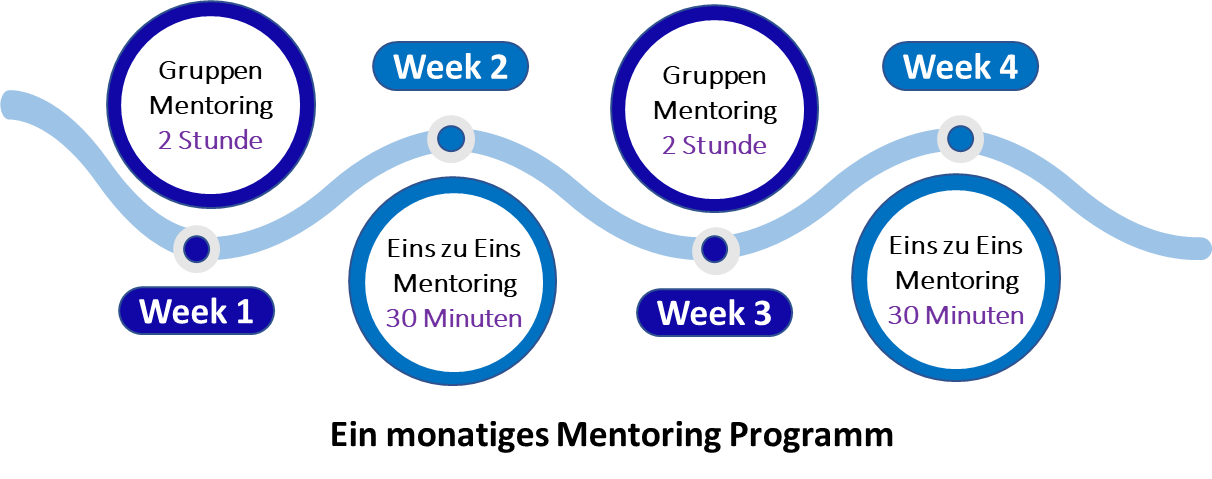 Gruppen
Mentoring
2 Stunde
Week 1
Week 2
Eins zu Eins
Mentoring
30 Minuten
Gruppen
Mentoring
2 Stunde
Week 3
Week 4
Eins zu Eins
Mentoring
30 Minuten
Ein monatiges Mentoring Programm